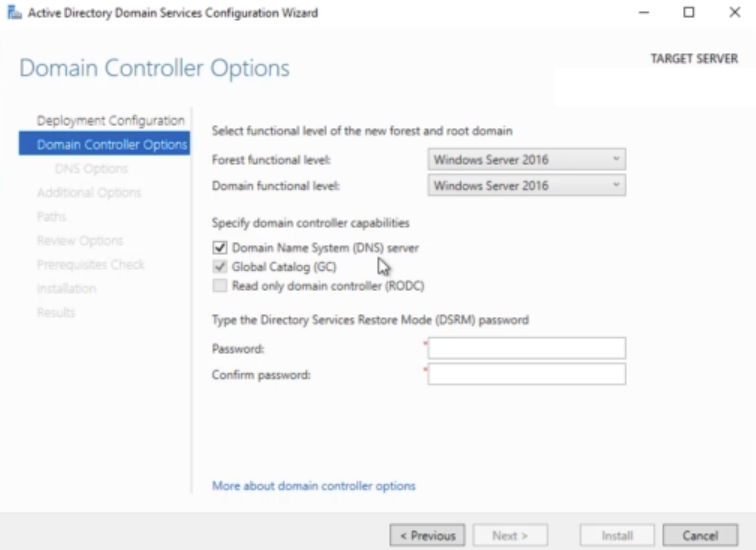 Active Directory Domain Services Configuration Wizard
Domain Controller Options
TARGET SERVER
Deployment Configuration
Domain Controller Options
DNS Options
Additional Options
Paths
Review Options
Prerequisites Check
Installation
Results
Select functional level of the new forest and root domain
Forest functional level: Windows Server 2016
Domain functional level: Windows Server 2016
Specify domain controller capabilities
Domain Name System (DNS) server
Global Catalog (GC)
Read only domain controller (RODC)
Type the Directory Services Restore Mode (DSRM) password
Password: *
Confirm password: *
More about domain controller options
< Previous Next > Install Cancel